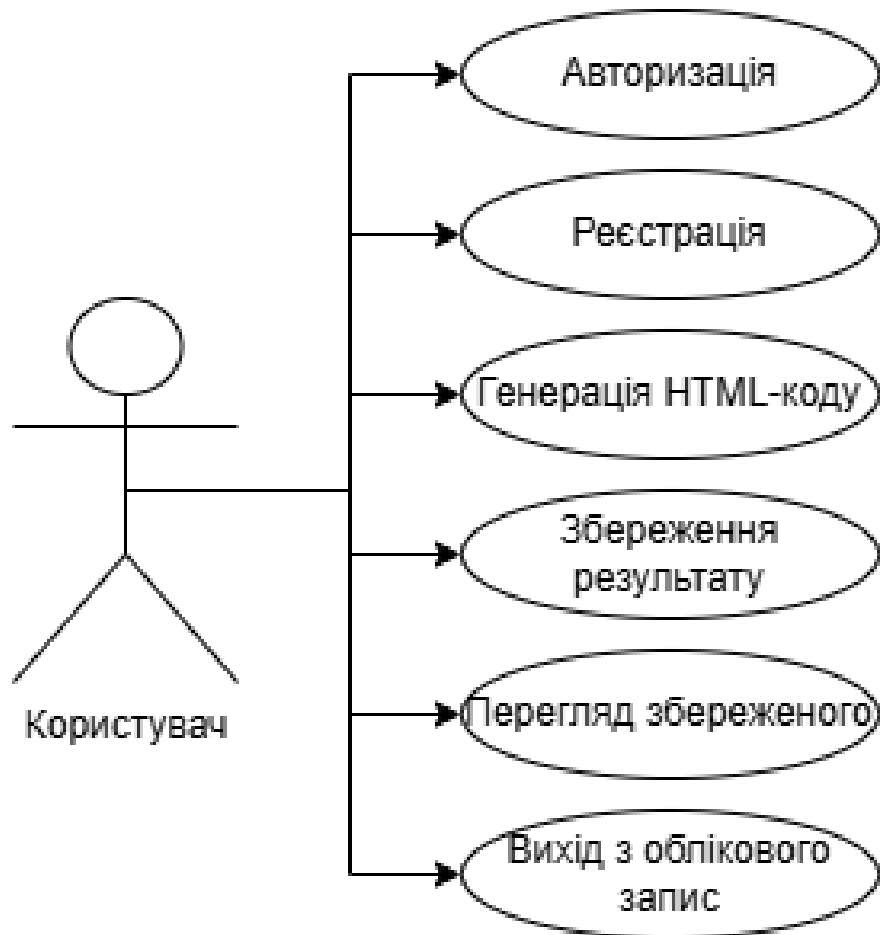 Авторизація
Реєстрація
Генерація HTML-коду
Збереження
результату
Перегляд збереженого
Вихід з облікового
запис
Користувач